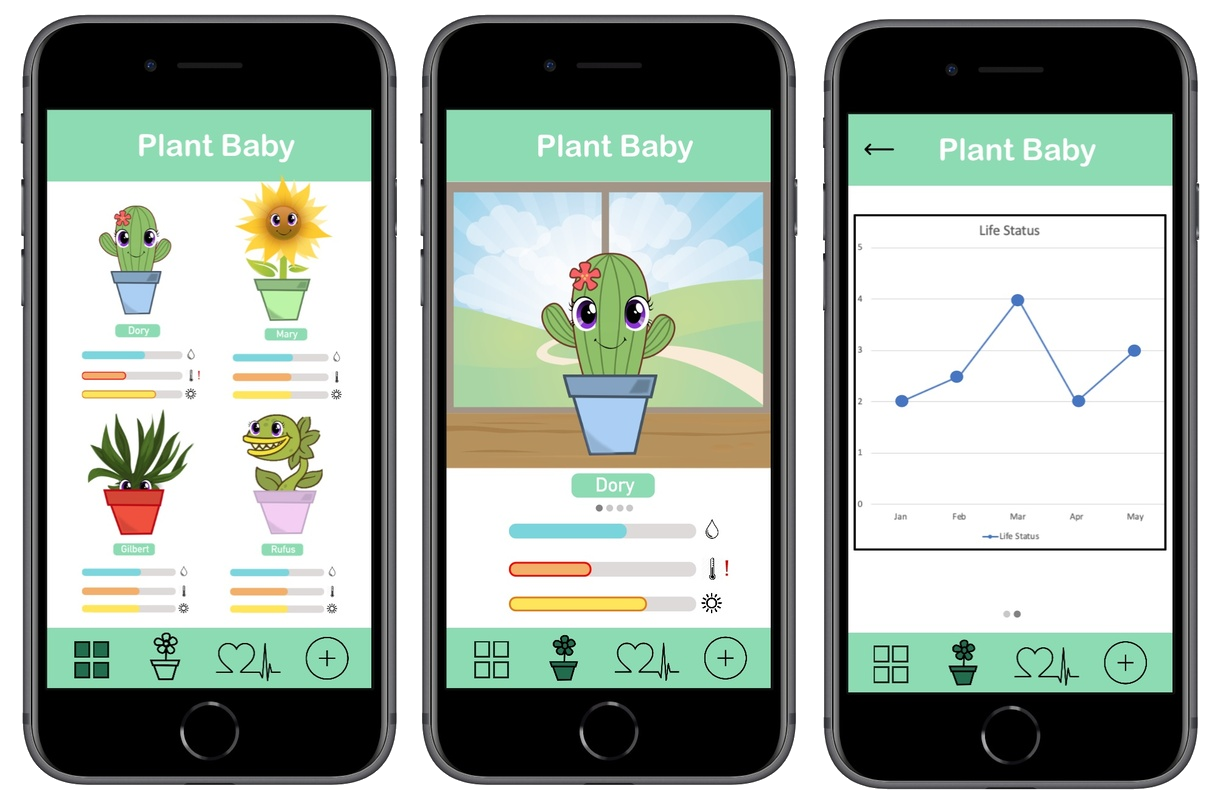 Plant Baby
Dory
Mary
!
Gilbert
Rufus
Plant Baby
Dory
!
Plant Baby
Life Status
5
4
3
2
1
0
Jan Feb Mar Apr May
Life Status